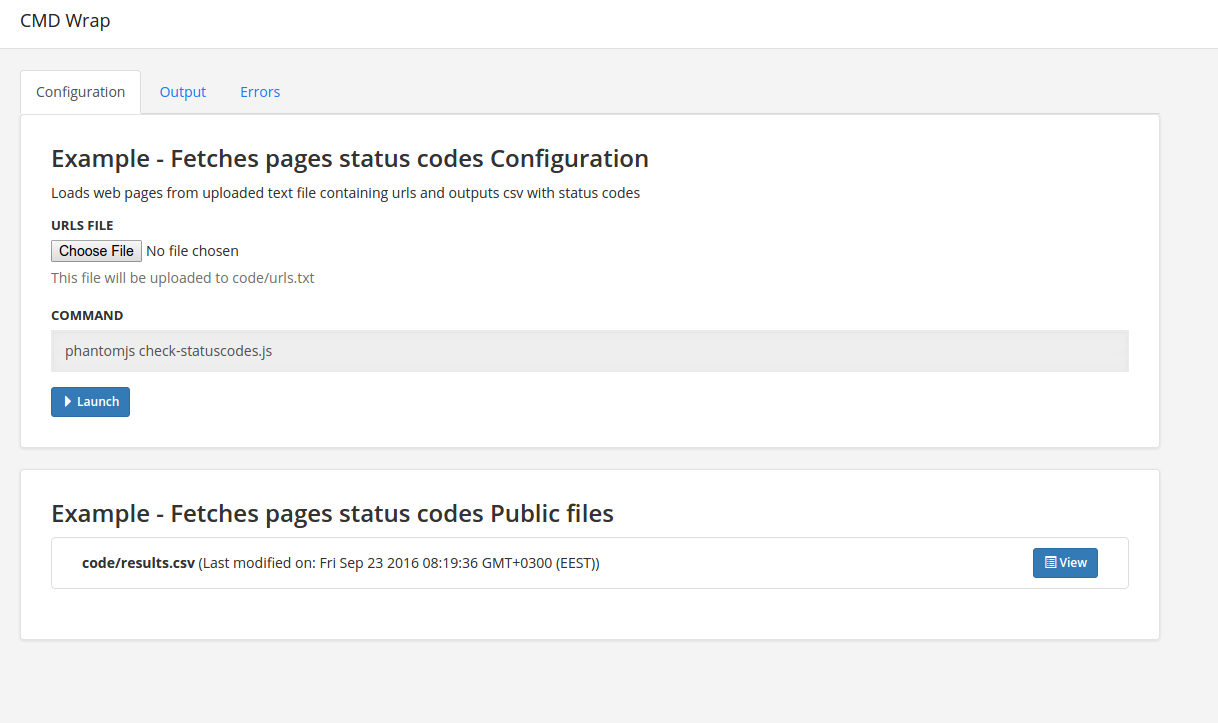 CMD Wrap
Configuration Output Errors
Example - Fetches pages status codes Configuration
Loads web pages from uploaded text file containing urls and outputs csv with status codes
URLS FILE
Choose File No file chosen
This file will be uploaded to code/urls.txt
COMMAND
phantomjs check-statuscodes.js
Launch
Example - Fetches pages status codes Public files
code/results.csv (Last modified on: Fri Sep 23 2016 08:19:36 GMT+0300 (EEST)) View